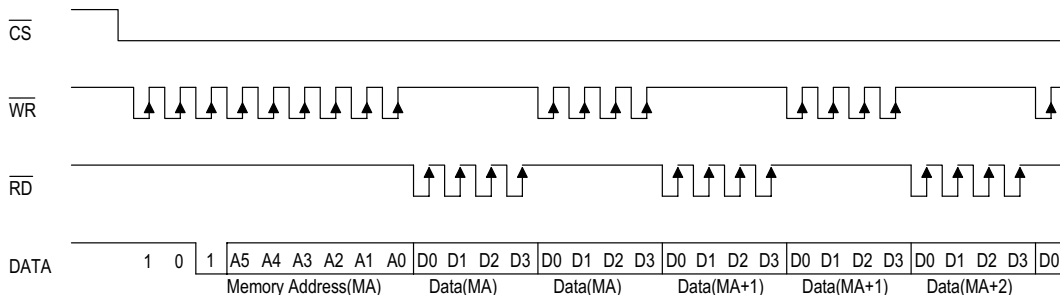 CS
WR
RD
DATA 1 0 1 A5 A4 A3 A2 A1 A0 D0 D1 D2 D3 D0 D1 D2 D3 D0 D1 D2 D3 D0 D1 D2 D3 D0 D1 D2 D3 D0
Memory Address(MA) Data(MA) Data(MA) Data(MA+1) Data(MA+1) Data(MA+2)